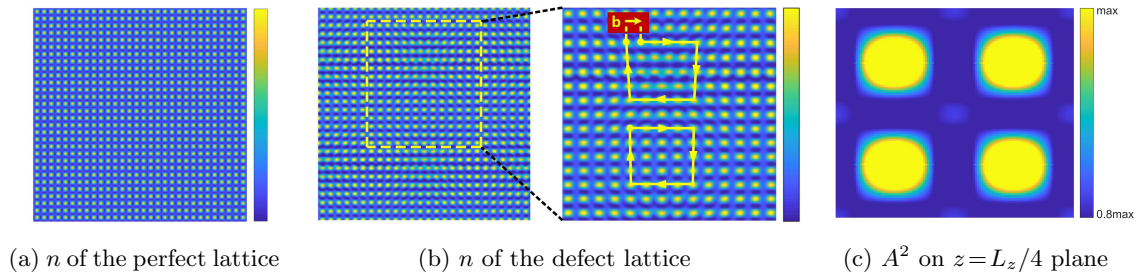 b
max
0.8max
(a) n of the perfect lattice
(b) n of the defect lattice
(c) A² on z=L_z/4 plane